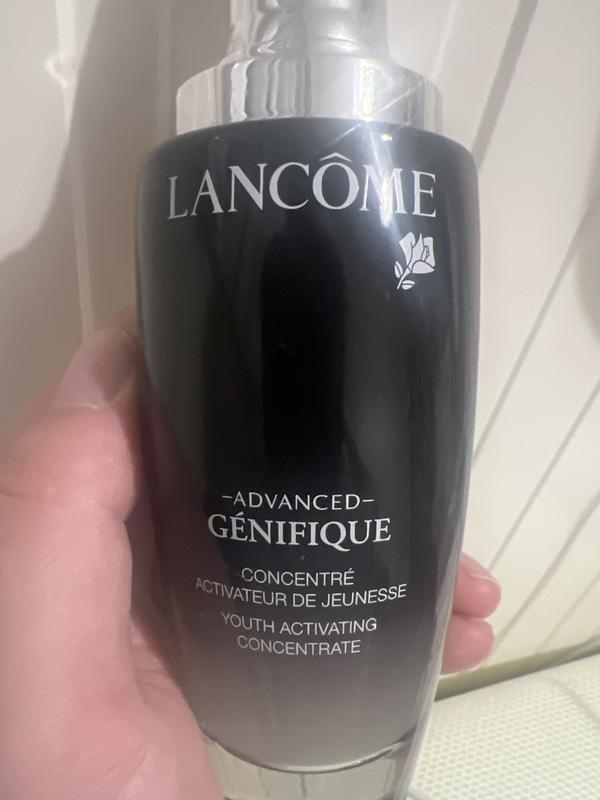 LANCÔME
-ADVANCED-
GÉNIFIQUE
CONCENTRÉ
ACTIVATEUR DE JEUNESSE
YOUTH ACTIVATING
CONCENTRATE